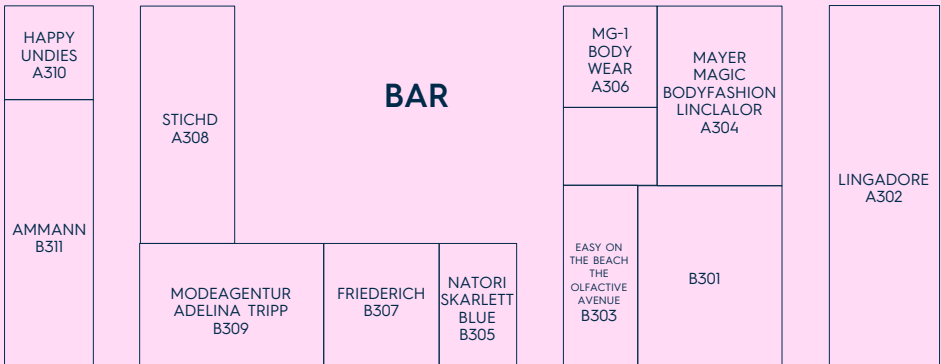 HAPPY
UNDIES
A310
AMMANN
B311
STICHD
A308
BAR
MODEAGENTUR
ADELINA TRIPP
B309
FRIEDERICH
B307
NATORI
SKARLETT
BLUE
B305
MG-1
BODY
WEAR
A306
MAYER
MAGIC
BODYFASHION
LINCLALOR
A304
EASY ON
THE BEACH
THE
OLFACTIVE
AVENUE
B303
B301
LINGADORE
A302